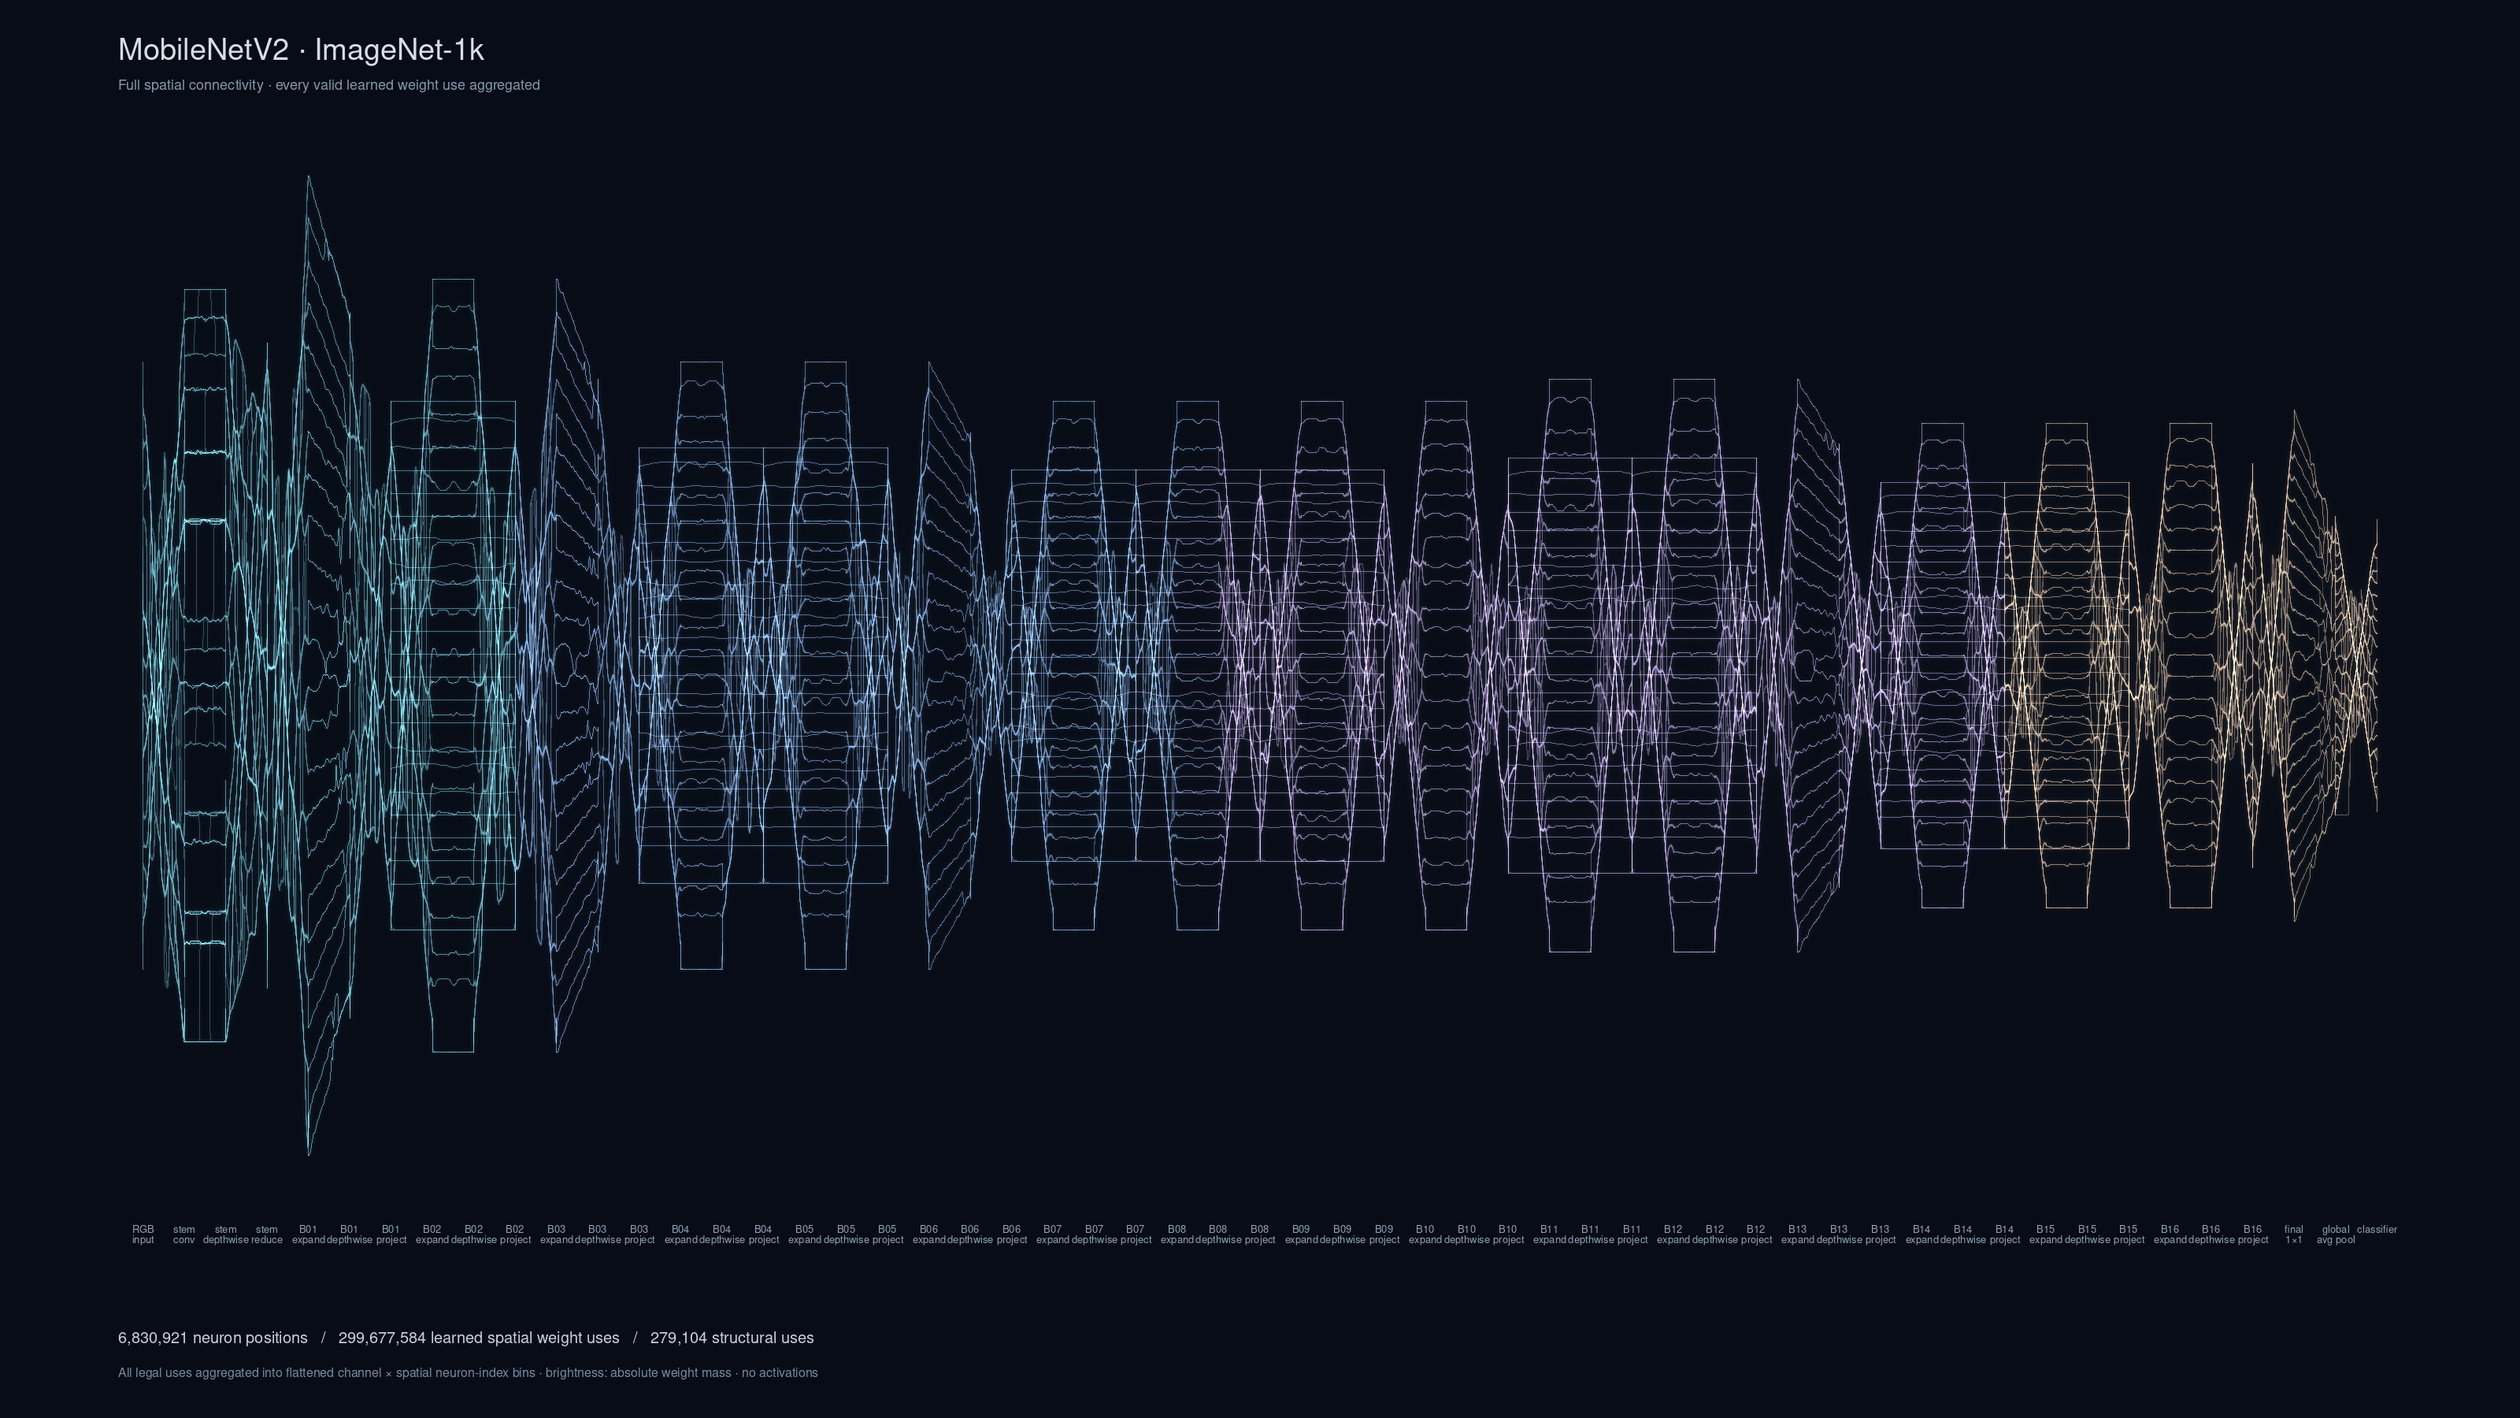 MobileNetV2 · ImageNet-1k
Full spatial connectivity · every valid learned weight use aggregated
RGB stem stem stem B01 B01 B01 B02 B02 B02 B03 B03 B03 B04 B04 B04 B05 B05 B05 B06 B06 B06 B07 B07 B07 B08 B08 B08 B09 B09 B09 B10 B10 B10 B11 B11 B11 B12 B12 B12 B13 B13 B13 B14 B14 B14 B15 B15 B15 B16 B16 B16 final global classifier
input conv depthwise reduce expand depthwise project expand depthwise project expand depthwise project expand depthwise project expand depthwise project expand depthwise project expand depthwise project expand depthwise project expand depthwise project expand depthwise project expand depthwise project expand depthwise project expand depthwise project expand depthwise project expand depthwise project expand depthwise project 1×1 avg pool
6,830,921 neuron positions / 299,677,584 learned spatial weight uses / 279,104 structural uses
All legal uses aggregated into flattened channel × spatial neuron-index bins · brightness: absolute weight mass · no activations